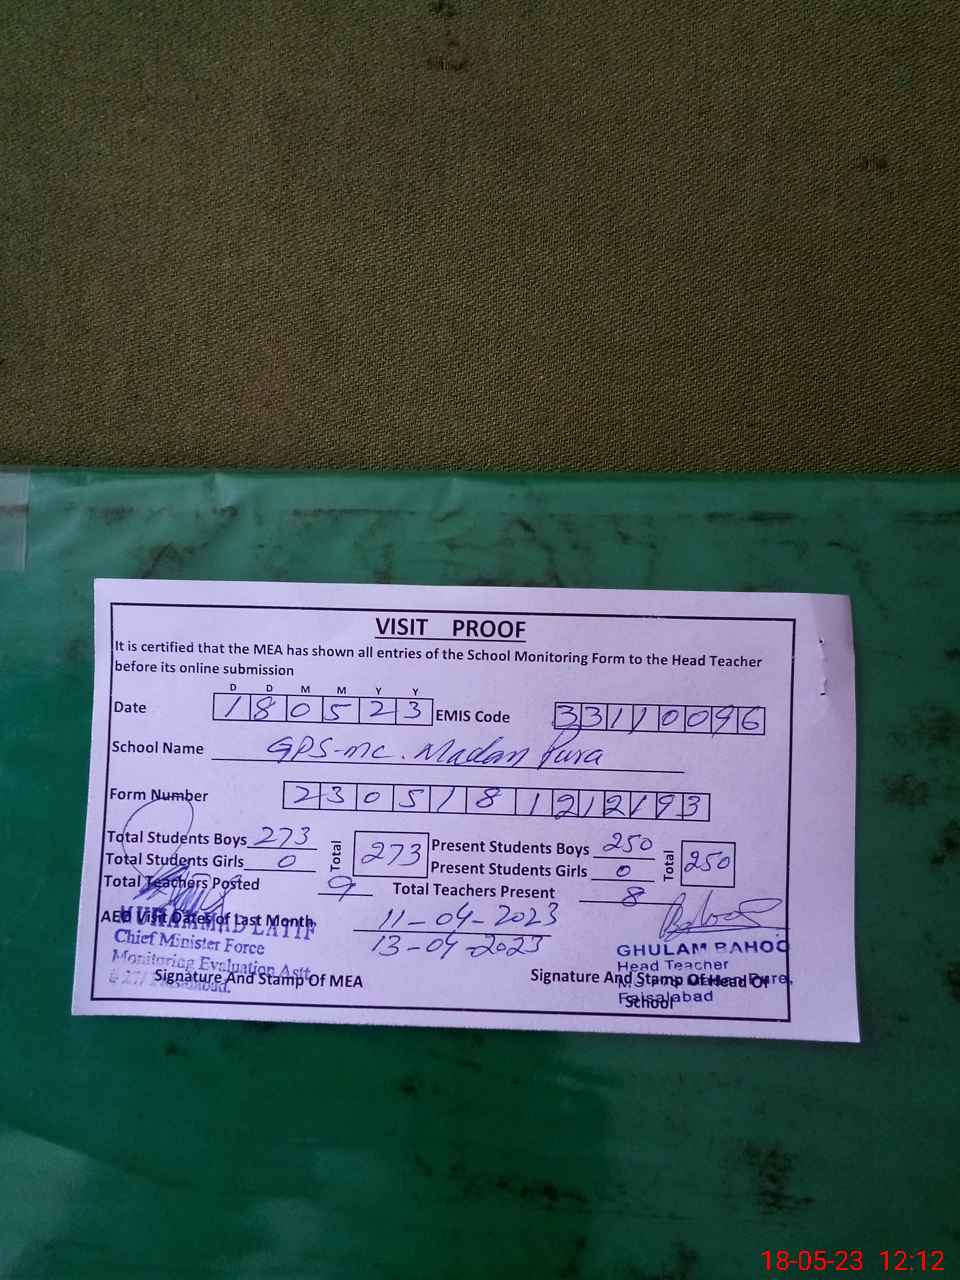 VISIT PROOF
It is certified that the MEA has shown all entries of the School Monitoring Form to the Head Teacher
before its online submission
D D M M Y Y
Date 1 8 0 5 2 3 EMIS Code 3 3 1 1 0 0 9 6
School Name GPS-MC. Madan Pura
Form Number 2 3 0 5 1 8 1 2 1 2 1 9 3
Total Students Boys 273 Total 273 Present Students Boys 250 Total 250
Total Students Girls 0 Present Students Girls 0
Total Teachers Posted 9 Total Teachers Present 8
AEO Visit Dates of Last Month 11-04-2023
13-04-2023
KHURAMMAD LATIF
Chief Minister Force
Monitoring Evaluation Astt
Signature And Stamp Of MEA
GHULAM BAHOO
Head Teacher
Faisalabad
Signature And Stamp Of Head Of
School
18-05-23 12:12